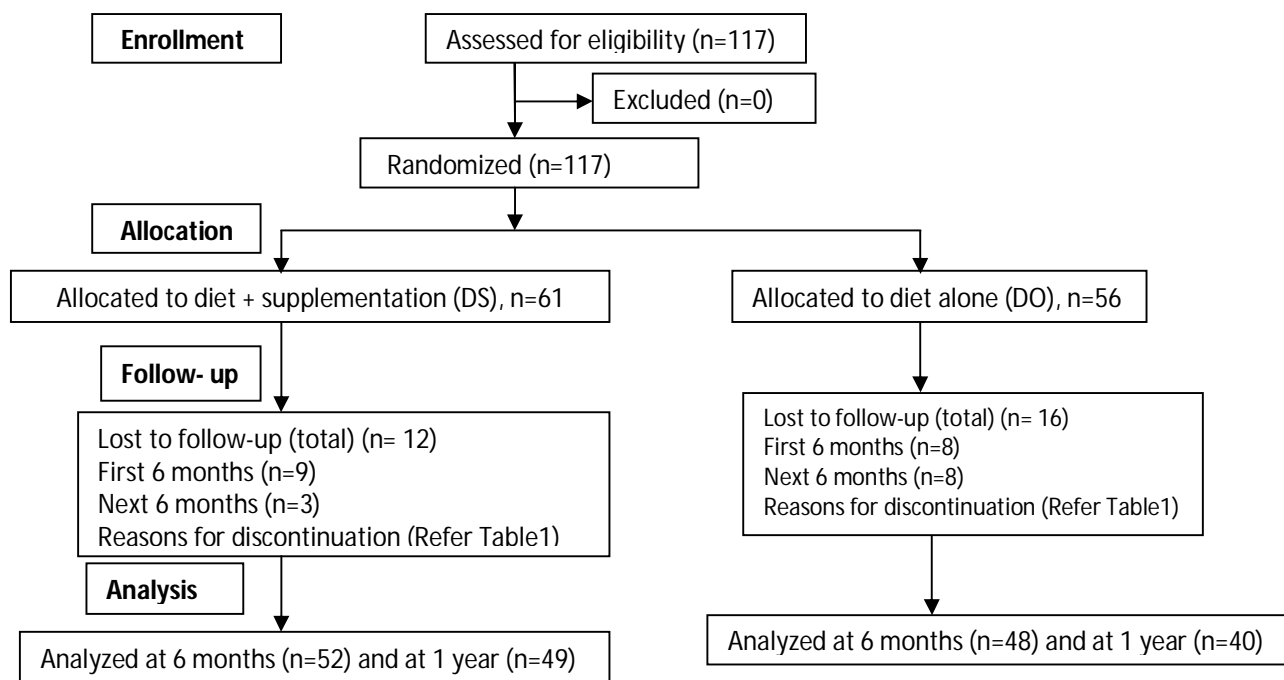 Enrollment
Assessed for eligibility (n=117)
Excluded (n=0)
Randomized (n=117)
Allocation
Allocated to diet + supplementation (DS), n=61
Allocated to diet alone (DO), n=56
Follow- up
Lost to follow-up (total) (n= 12)
First 6 months (n=9)
Next 6 months (n=3)
Reasons for discontinuation (Refer Table1)
Lost to follow-up (total) (n= 16)
First 6 months (n=8)
Next 6 months (n=8)
Reasons for discontinuation (Refer Table1)
Analysis
Analyzed at 6 months (n=52) and at 1 year (n=49)
Analyzed at 6 months (n=48) and at 1 year (n=40)